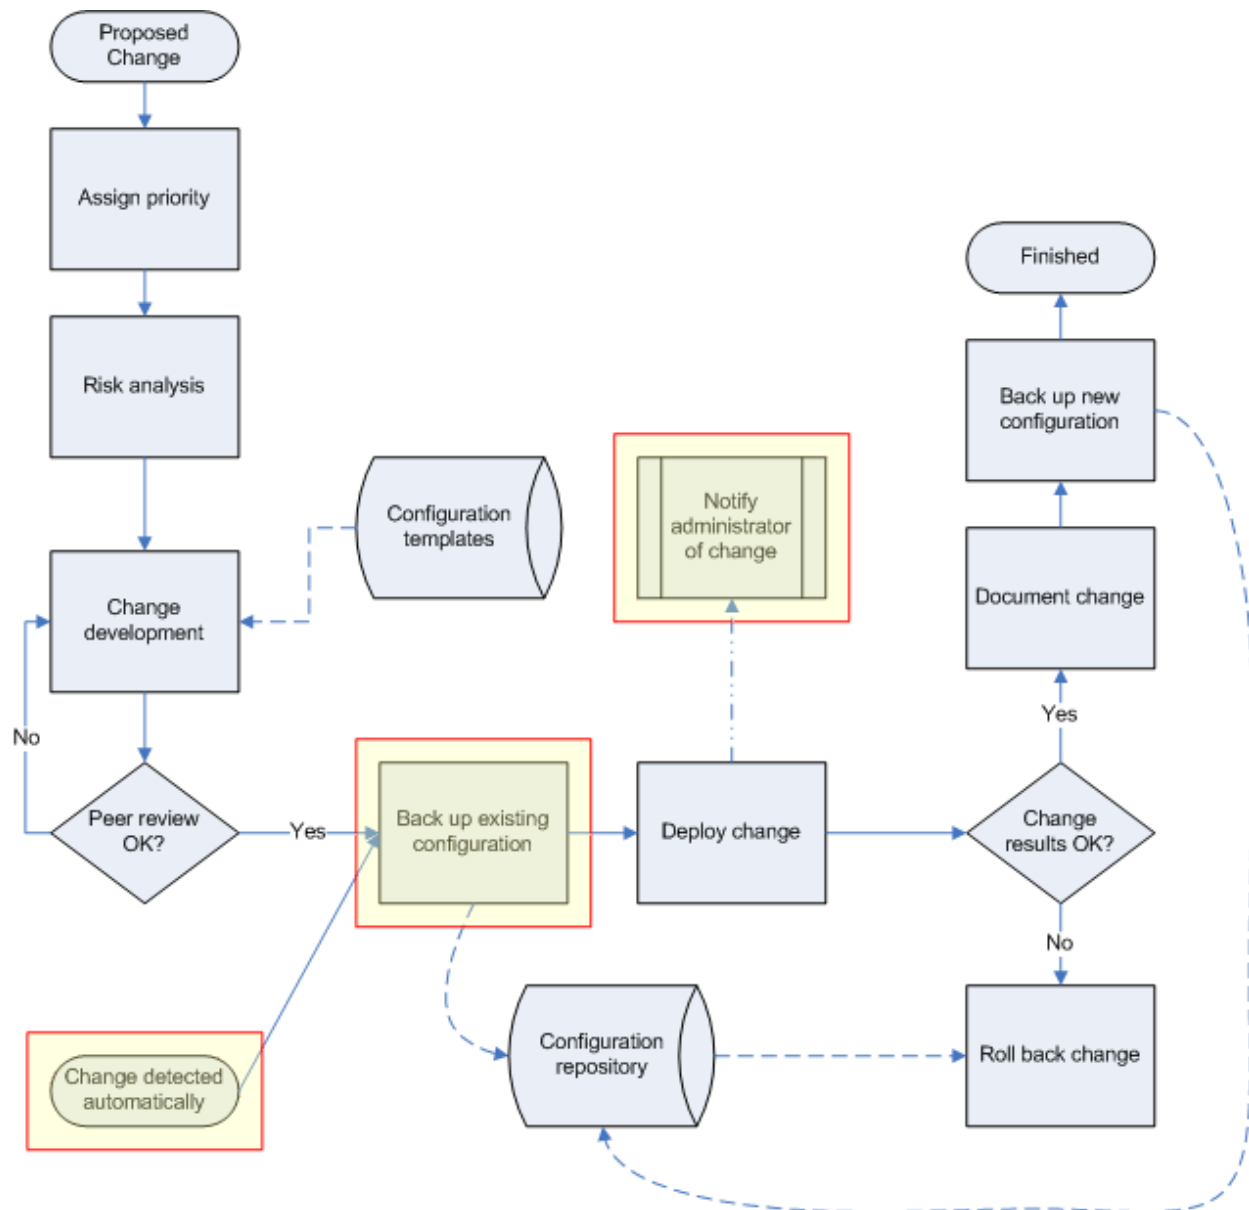 Proposed
Change
Assign priority
Risk analysis
Change
development
No
Peer review
OK?
Yes
Configuration
templates
Back up existing
configuration
Change detected
automatically
Notify
administrator
of change
Deploy change
Configuration
repository
Finished
Back up new
configuration
Document change
Yes
Change
results OK?
No
Roll back change